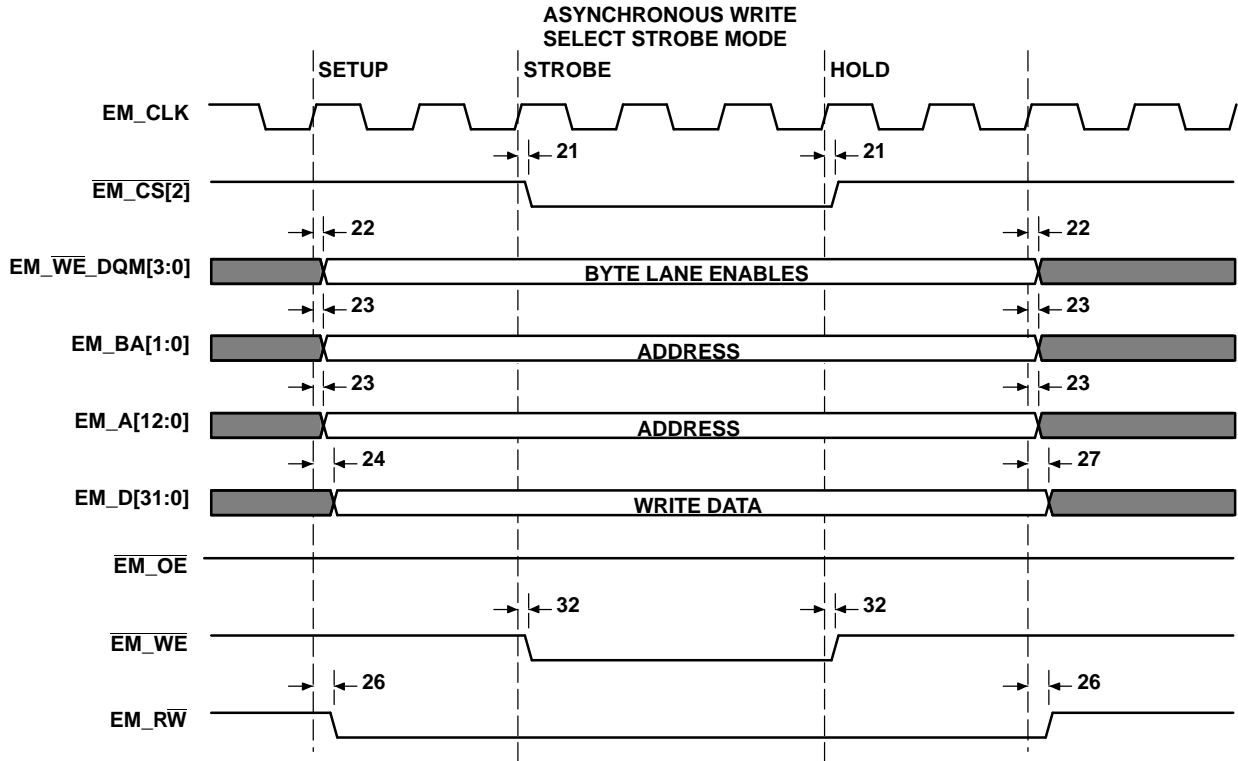 ASYNCHRONOUS WRITE
SELECT STROBE MODE
SETUP STROBE HOLD
EM_CLK
21 21
EM_CS[2]
22 22
EM_WE_DQM[3:0] BYTE LANE ENABLES
23 23
EM_BA[1:0] ADDRESS
23 23
EM_A[12:0] ADDRESS
24 27
EM_D[31:0] WRITE DATA
EM_OE
32 32
EM_WE
26 26
EM_RW